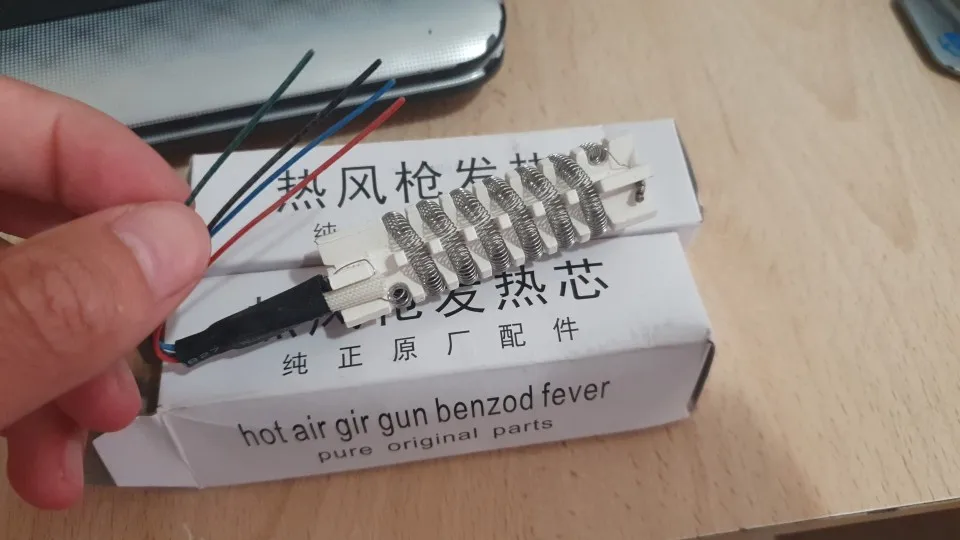 热风枪发
纯
枪发热芯
纯正原厂配件
hot air gir gun benzod fever
pure original parts